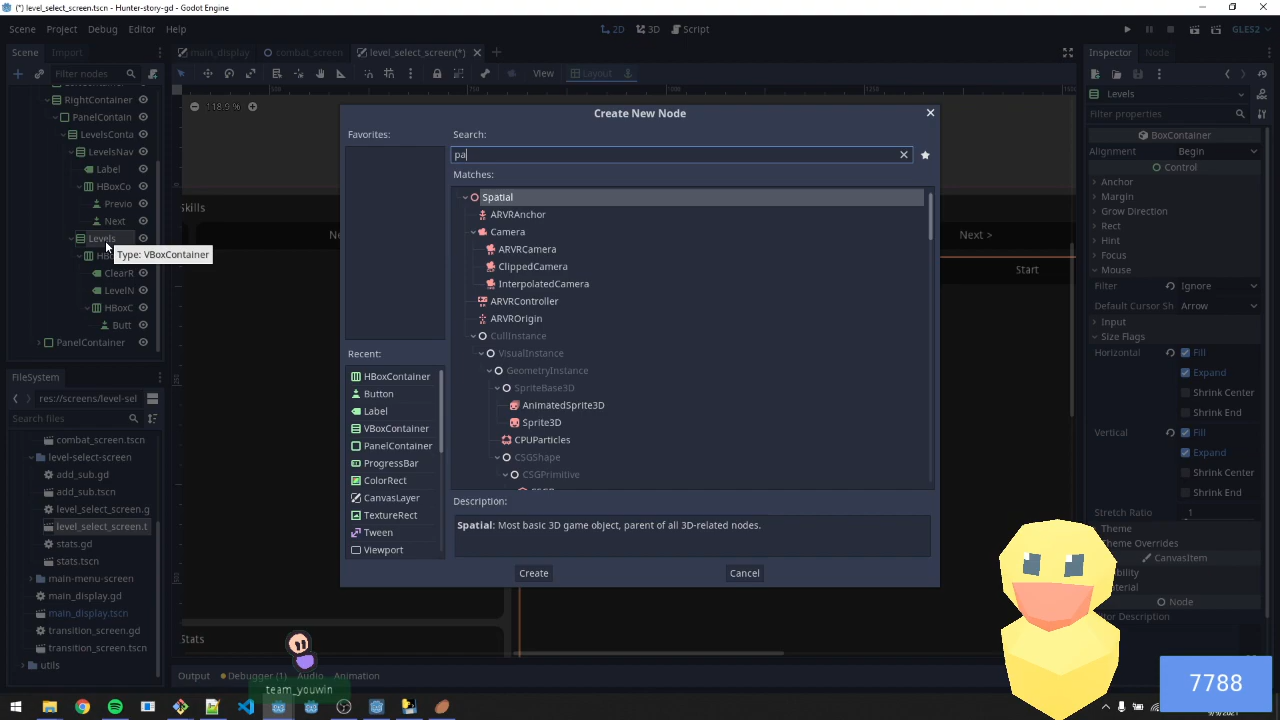 (*) level_select_screen.tscn - Hunter-story-gd - Godot Engine
Scene Project Debug Editor Help
2D 3D Script
GLES2
Scene Import
main_display combat_screen level_select_screen(*)
Inspector Node
Filter nodes
View Layout
RightContainer
PanelContain
LevelsConta
LevelsNav
Label
HBoxCo
Previo
Next
Levels
Type: VBoxContainer
ClearR
LevelN
HBoxC
Butt
PanelContainer
118.9 %
Skills
Next >
Start
Stats
Create New Node
Favorites:
Search:
pa
Matches:
Spatial
ARVRAnchor
Camera
ARVRCamera
ClippedCamera
InterpolatedCamera
ARVRController
ARVROrigin
CullInstance
VisualInstance
GeometryInstance
SpriteBase3D
AnimatedSprite3D
Sprite3D
CPUParticles
CSGShape
CSGPrimitive
Recent:
HBoxContainer
Button
Label
VBoxContainer
PanelContainer
ProgressBar
ColorRect
CanvasLayer
TextureRect
Tween
Viewport
Description:
Spatial: Most basic 3D game object, parent of all 3D-related nodes.
Create Cancel
FileSystem
res://screens/level-sel
Search files
combat_screen.tscn
level-select-screen
add_sub.gd
add_sub.tscn
level_select_screen.g
level_select_screen.t
stats.gd
stats.tscn
main-menu-screen
main_display.gd
main_display.tscn
transition_screen.gd
transition_screen.tscn
utils
Output Debugger (1) Audio Animation
Levels
Filter properties
BoxContainer
Alignment Begin
Control
Anchor
Margin
Grow Direction
Rect
Hint
Focus
Mouse
Filter Ignore
Default Cursor Sh Arrow
Input
Size Flags
Horizontal Fill
Expand
Shrink Center
Shrink End
Vertical Fill
Expand
Shrink Center
Shrink End
Stretch Ratio 1
Theme
Theme Overrides
CanvasItem
Node
team_youwin
7788